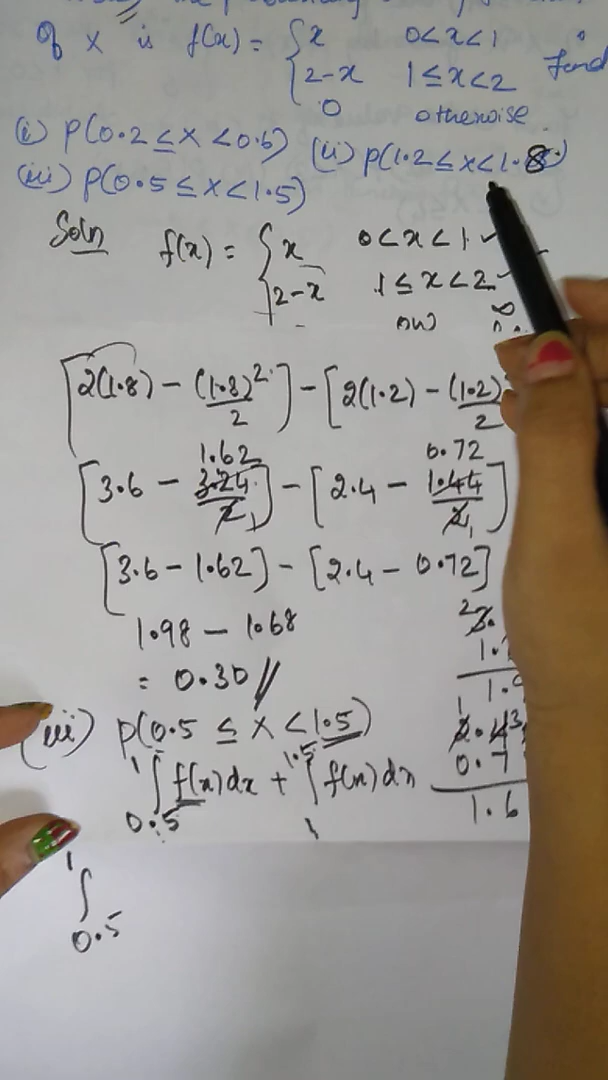 of X is f(x) = { x 0<x<1
2-x 1≤x<2 Find
0 otherwise
(i) P(0.2≤x<0.6) (ii) P(1.2≤x<1.8)
(iii) P(0.5≤x<1.5)
Soln f(x) = { x 0<x<1
2-x 1≤x<2
- ow
[2(1.8) - (1.8)²/2] - [2(1.2) - (1.2)/2
1.62 0.72
[3.6 - 3.24/2 1] - [2.4 - 1.44/2 1]
[3.6 - 1.62] - [2.4 - 0.72]
1.98 - 1.68
= 0.30 //
(iii) P(0.5 ≤ x < 1.5)
∫_{0.5}^{1} f(x)dx + ∫_{1}^{1.5} f(x)dx
0.7
1.6
∫_{0.5}^{1}